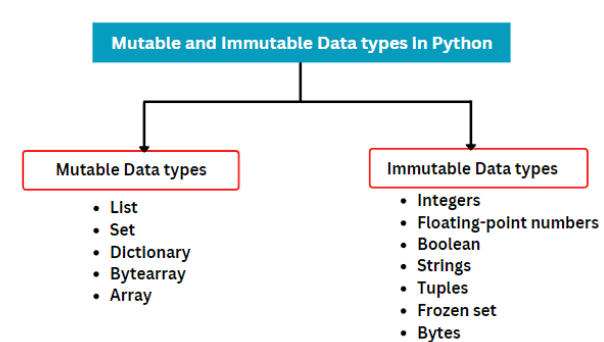 Mutable and Immutable Data types in Python
Mutable Data types
• List
• Set
• Dictionary
• Bytearray
• Array
Immutable Data types
• Integers
• Floating-point numbers
• Boolean
• Strings
• Tuples
• Frozen set
• Bytes